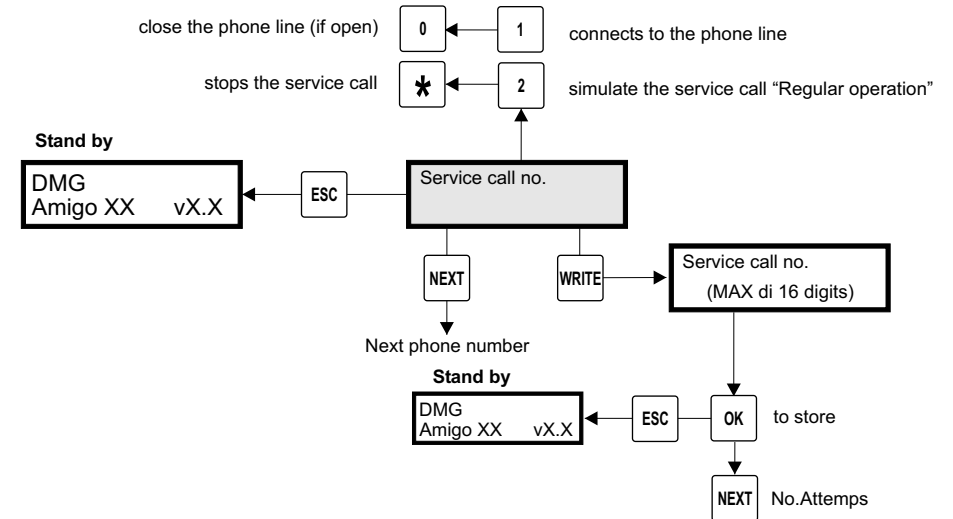 close the phone line (if open)
0
1
connects to the phone line
stops the service call
*
2
simulate the service call “Regular operation”
Stand by
DMG
Amigo XX vX.X
ESC
Service call no.
NEXT
WRITE
Service call no.
(MAX di 16 digits)
Next phone number
Stand by
DMG
Amigo XX vX.X
ESC
OK
to store
NEXT
No.Attemps